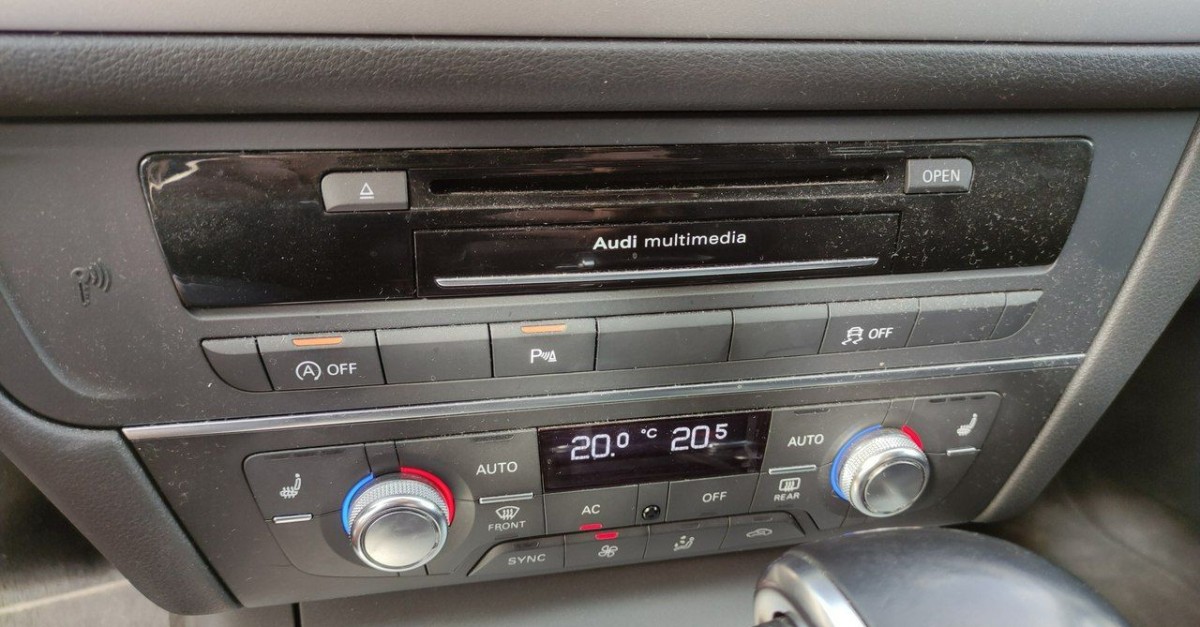 OPEN
Audi multimedia
A OFF
P
OFF
20.0 °C 20.5
AUTO
AUTO
FRONT
AC
OFF
REAR
SYNC